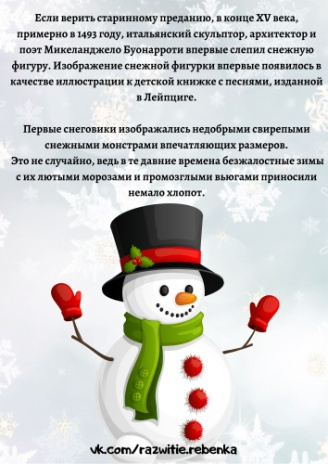 Если верить старинному преданию, в конце XV века,
примерно в 1493 году, итальянский скульптор, архитектор и
поэт Микеланджело Буонарроти впервые слепил снежную
фигуру. Изображение снежной фигурки впервые появилось в
качестве иллюстрации к детской книжке с песнями, изданной
в Лейпциге.
Первые снеговики изображались недобрыми свирепыми
снежными монстрами впечатляющих размеров.
Это не случайно, ведь в те давние времена безжалостные зимы
с их лютыми морозами и промозглыми вьюгами приносили
немало хлопот.
vk.com/razwitie.rebenka